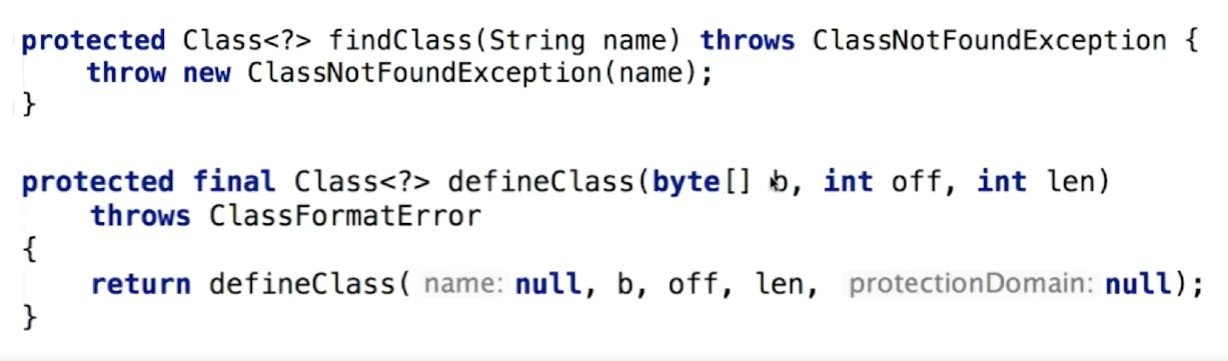 protected Class<?> findClass(String name) throws ClassNotFoundException {
throw new ClassNotFoundException(name);
}
protected final Class<?> defineClass(byte[] b, int off, int len)
throws ClassFormatError
{
return defineClass( name: null, b, off, len, protectionDomain: null);
}